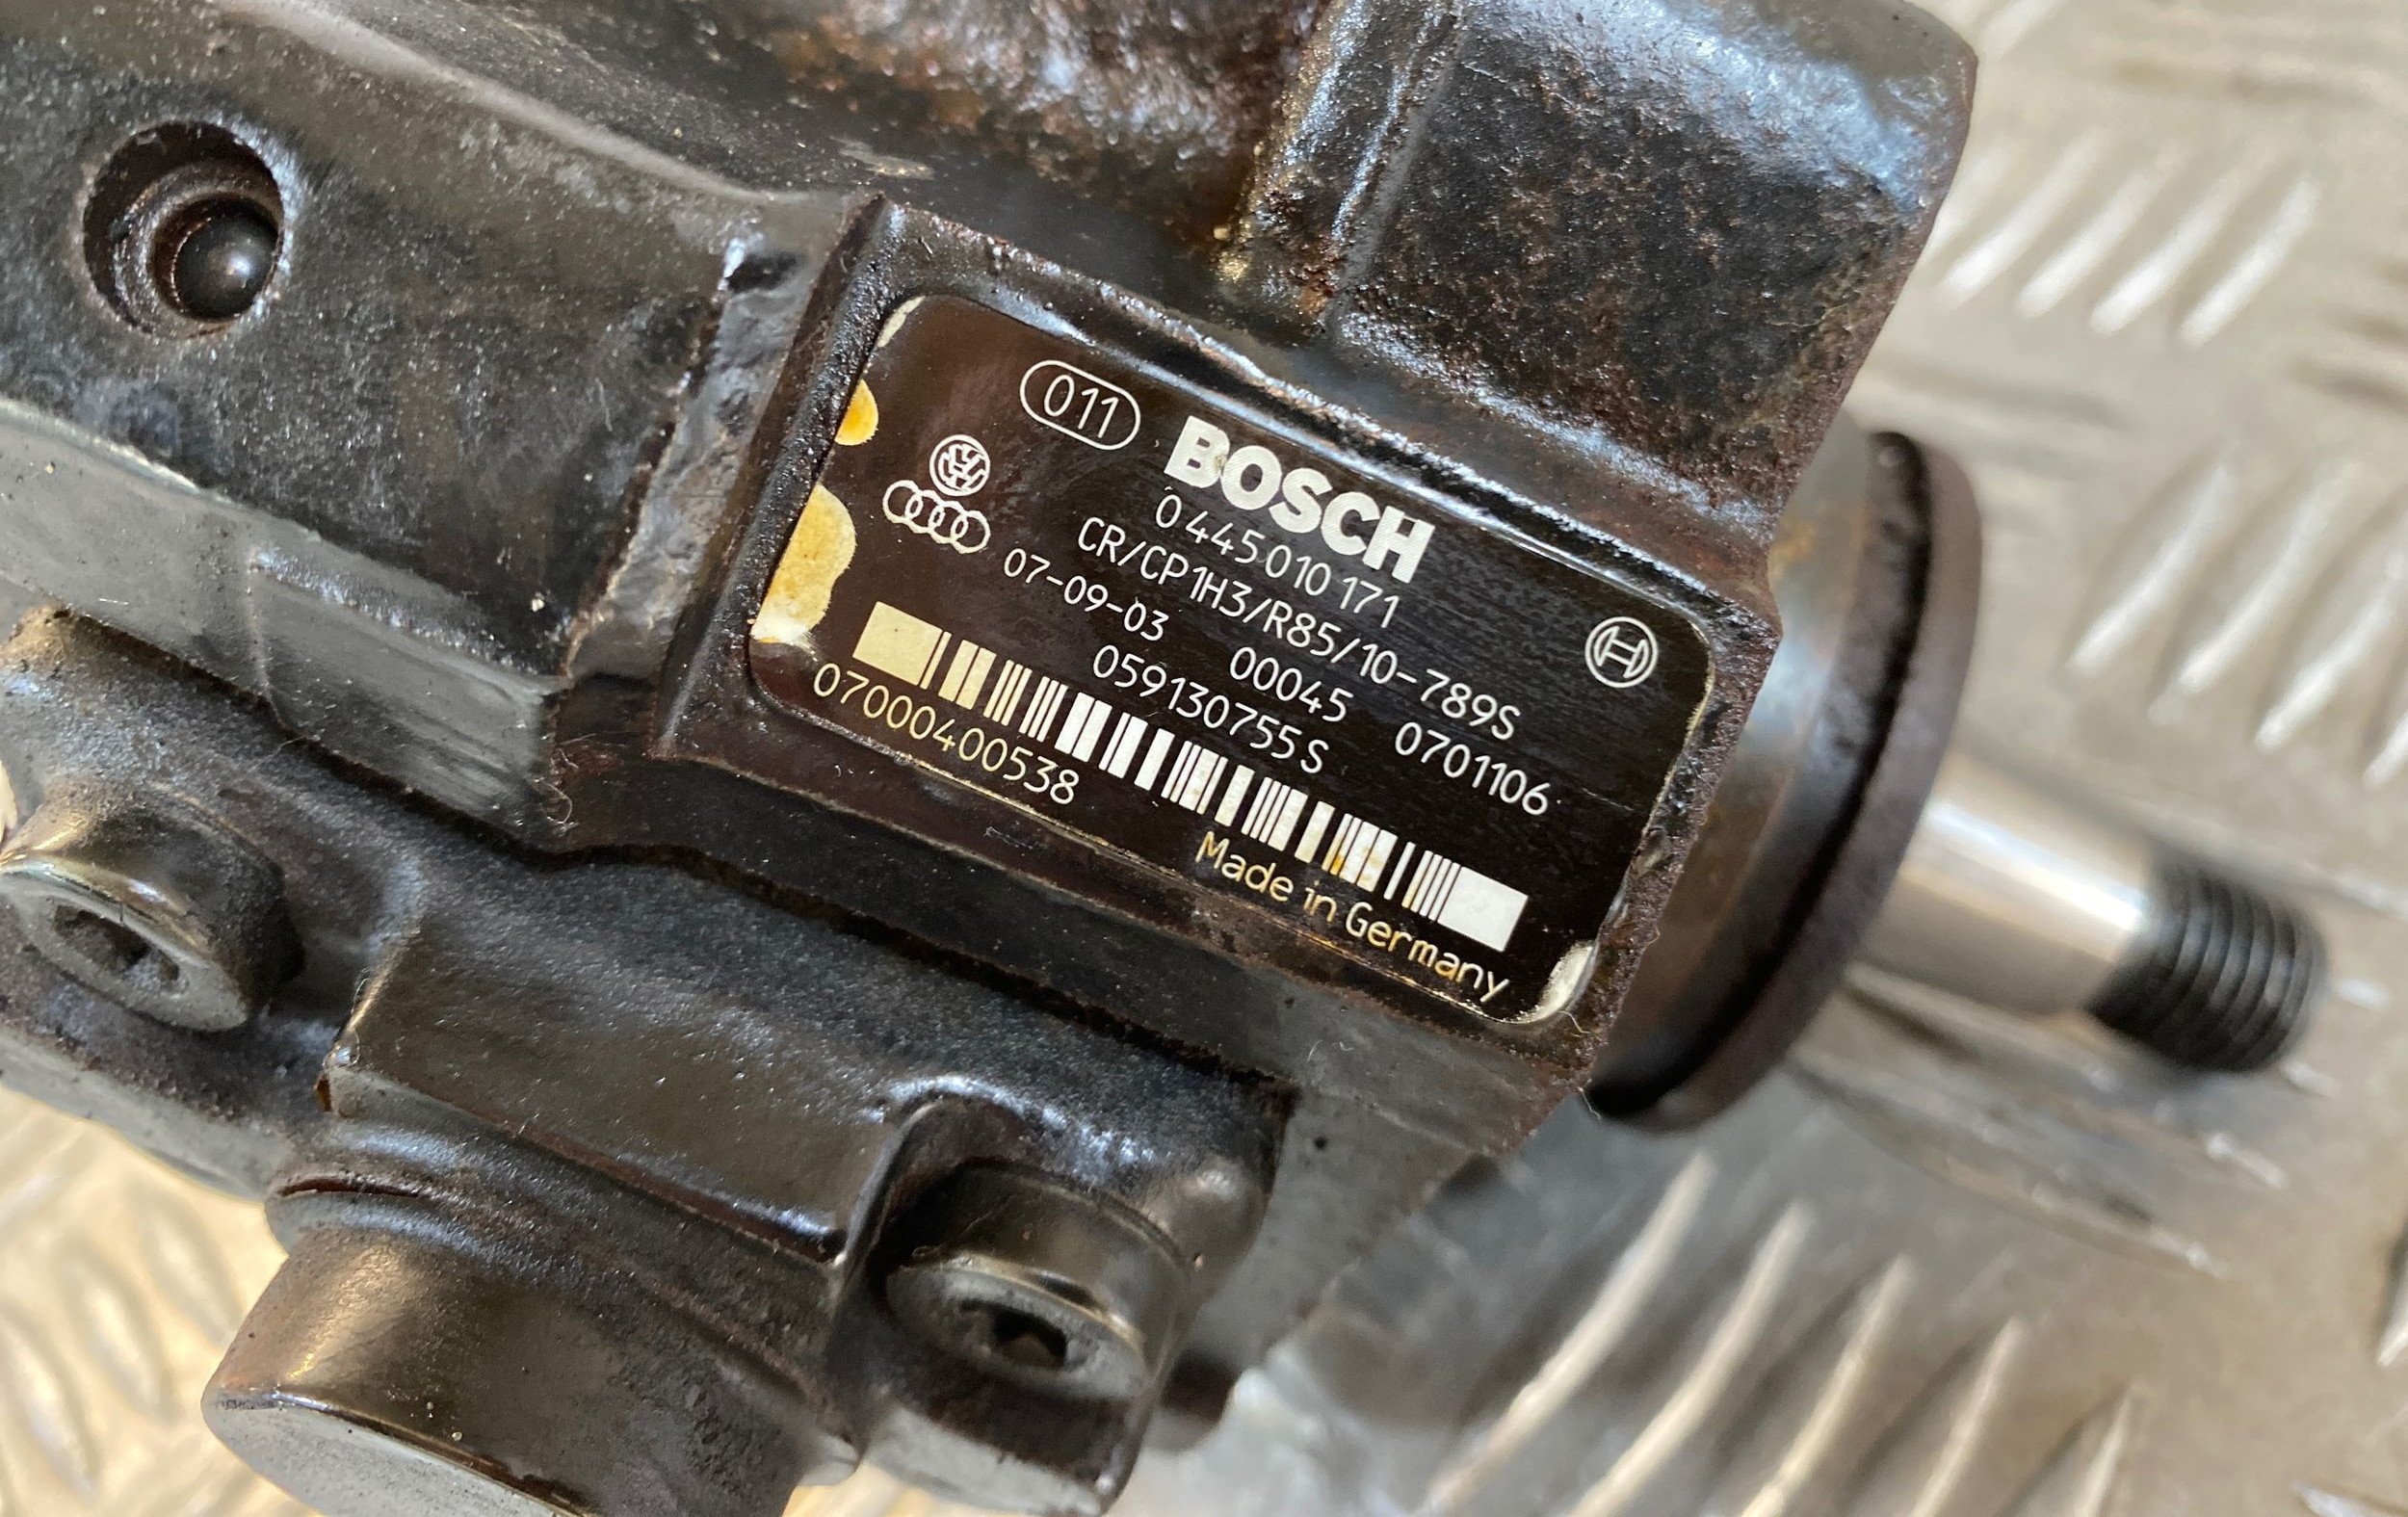 011
BOSCH
0 445 010 171
CR/CP1H3/R85/10-789S
07-09-03 00045 0701106
059130755 S
07000400538
Made in Germany